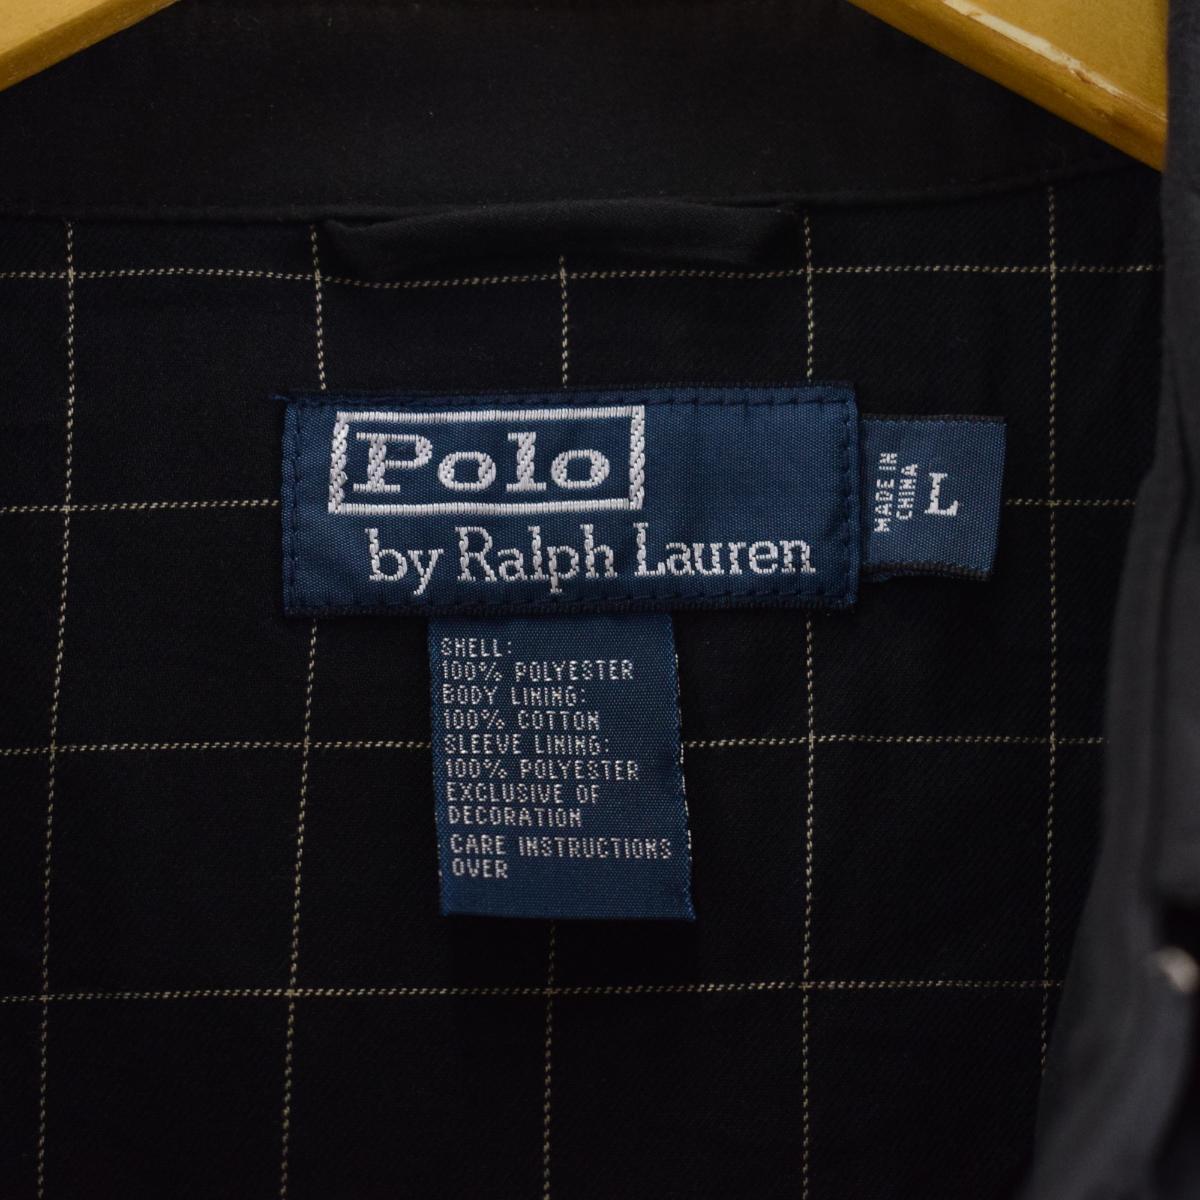 Polo
by Ralph Lauren
MADE IN
CHINA
L
SHELL:
100% POLYESTER
BODY LINING:
100% COTTON
SLEEVE LINING:
100% POLYESTER
EXCLUSIVE OF
DECORATION
CARE INSTRUCTIONS
OVER